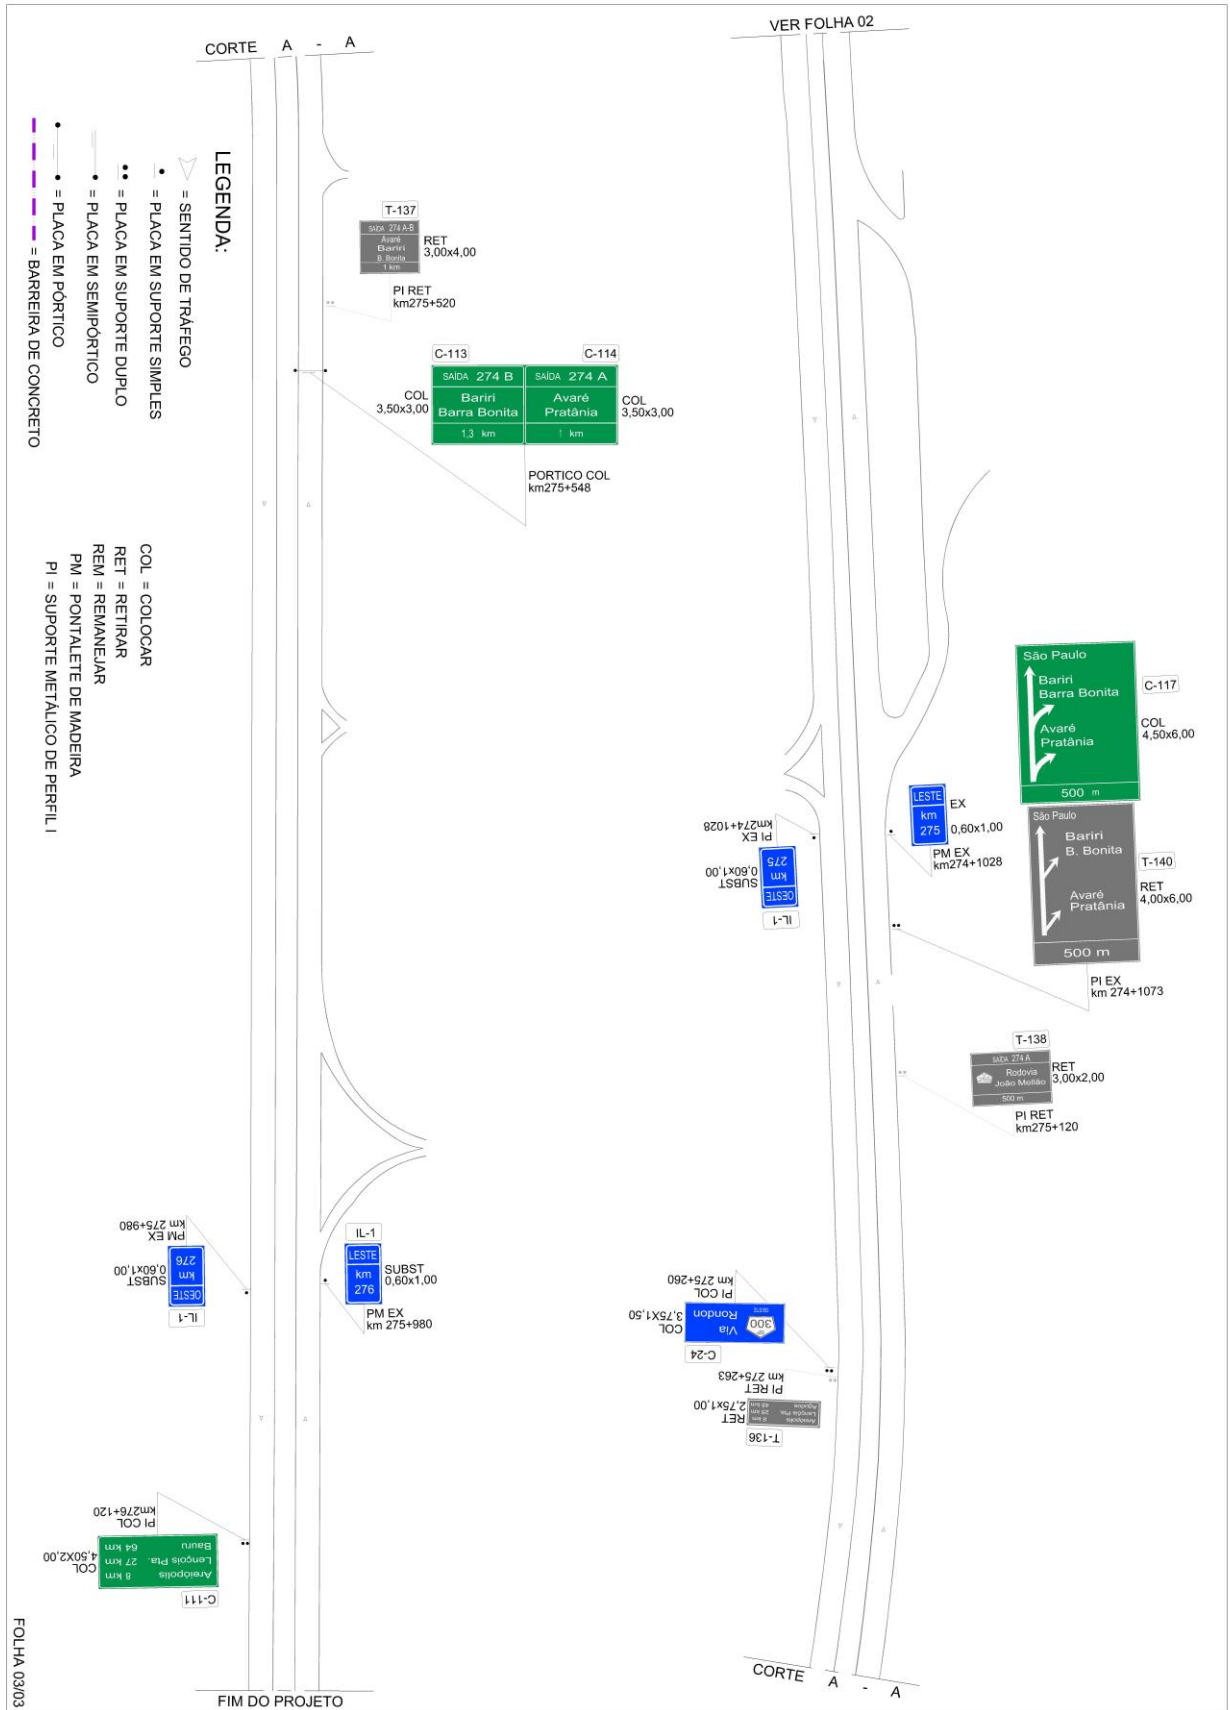 CORTE A - A
VER FOLHA 02
LEGENDA:
= SENTIDO DE TRÁFEGO
= PLACA EM SUPORTE SIMPLES
= PLACA EM SUPORTE DUPLO
= PLACA EM SEMIPÓRTICO
= PLACA EM PÓRTICO
= BARREIRA DE CONCRETO
COL = COLOCAR
RET = RETIRAR
REM = REMANEJAR
PM = PONTALETE DE MADEIRA
PI = SUPORTE METÁLICO DE PERFIL I
T-137
SAÍDA 274 A-B
Avaré
Bariri
B. Bonita
1 km
RET
3,00x4,00
PI RET
km275+520
C-113
C-114
SAÍDA 274 B
Bariri
Barra Bonita
1,3 km
SAÍDA 274 A
Avaré
Pratânia
1 km
COL
3,50x3,00
COL
3,50x3,00
PORTICO COL
km275+548
São Paulo
Bariri
Barra Bonita
Avaré
Pratânia
500 m
C-117
COL
4,50x6,00
São Paulo
Bariri
B. Bonita
Avaré
Pratânia
500 m
T-140
RET
4,00x6,00
PI EX
km 274+1073
LESTE
km
275
EX
0,60x1,00
PM EX
km274+1028
IL-1
OESTE
km
275
SUBST
0,60x1,00
PI EX
km274+1028
T-138
SAÍDA 274 A
Rodovia
João Mellão
500 m
RET
3,00x2,00
PI RET
km275+120
IL-1
OESTE
km
276
SUBST
0,60x1,00
PM EX
km 275+980
IL-1
LESTE
km
276
SUBST
0,60x1,00
PM EX
km 275+980
C-24
SP
300
OESTE
Via
Rondon
COL
3,75X1,50
PI COL
km 275+260
T-136
Areiópolis 8 km
Lençóis Pta. 28 km
RET
2,75x1,00
PI RET
km 275+263
C-111
Areiópolis 8 km
Lençois Pta. 27 km
Bauru 64 km
COL
4,50X2,00
PI COL
km276+120
FIM DO PROJETO
CORTE A - A
FOLHA 03/03